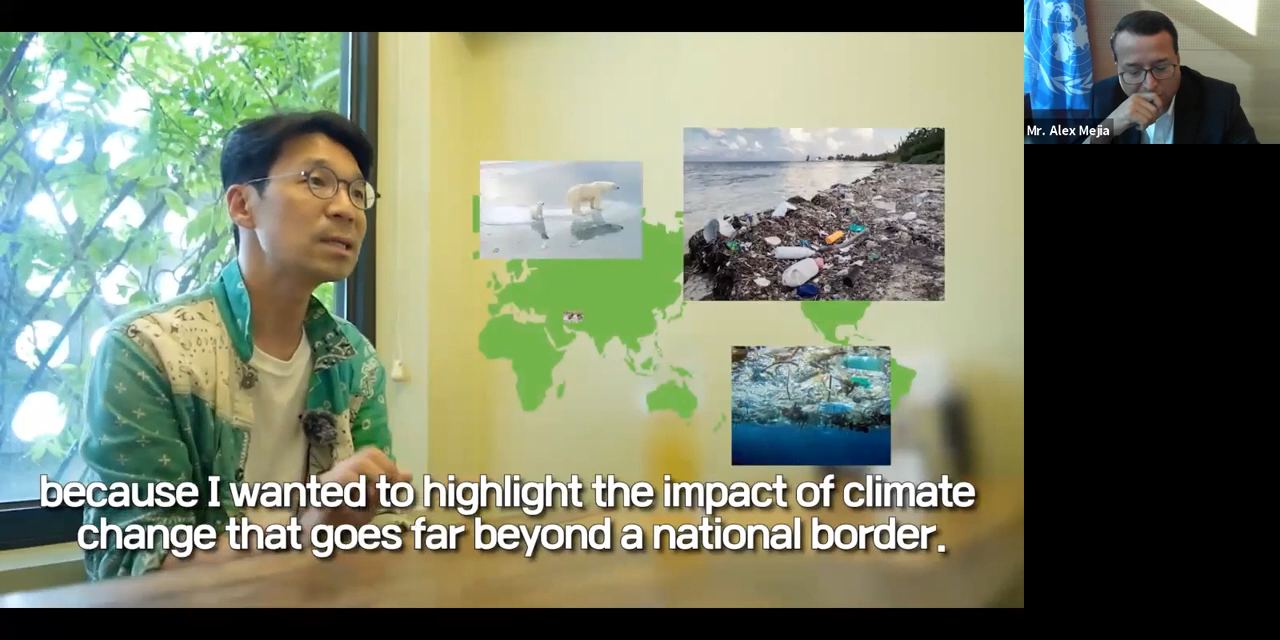 Mr. Alex Mejia
because I wanted to highlight the impact of climate
change that goes far beyond a national border.